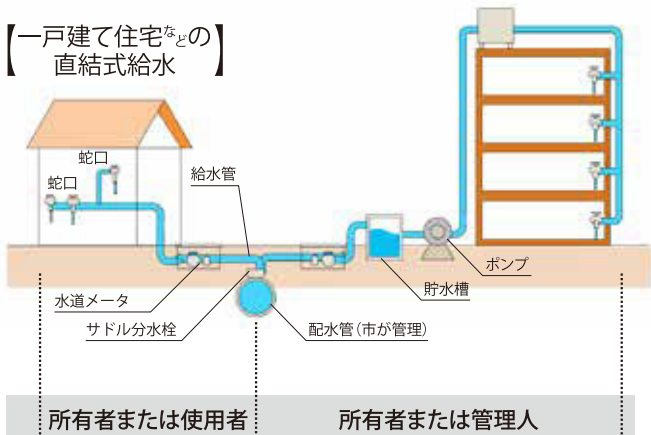 【一戸建て住宅などの
直結式給水】
蛇口
蛇口
給水管
水道メータ
サドル分水栓
配水管(市が管理)
貯水槽
ポンプ
所有者または使用者
所有者または管理人